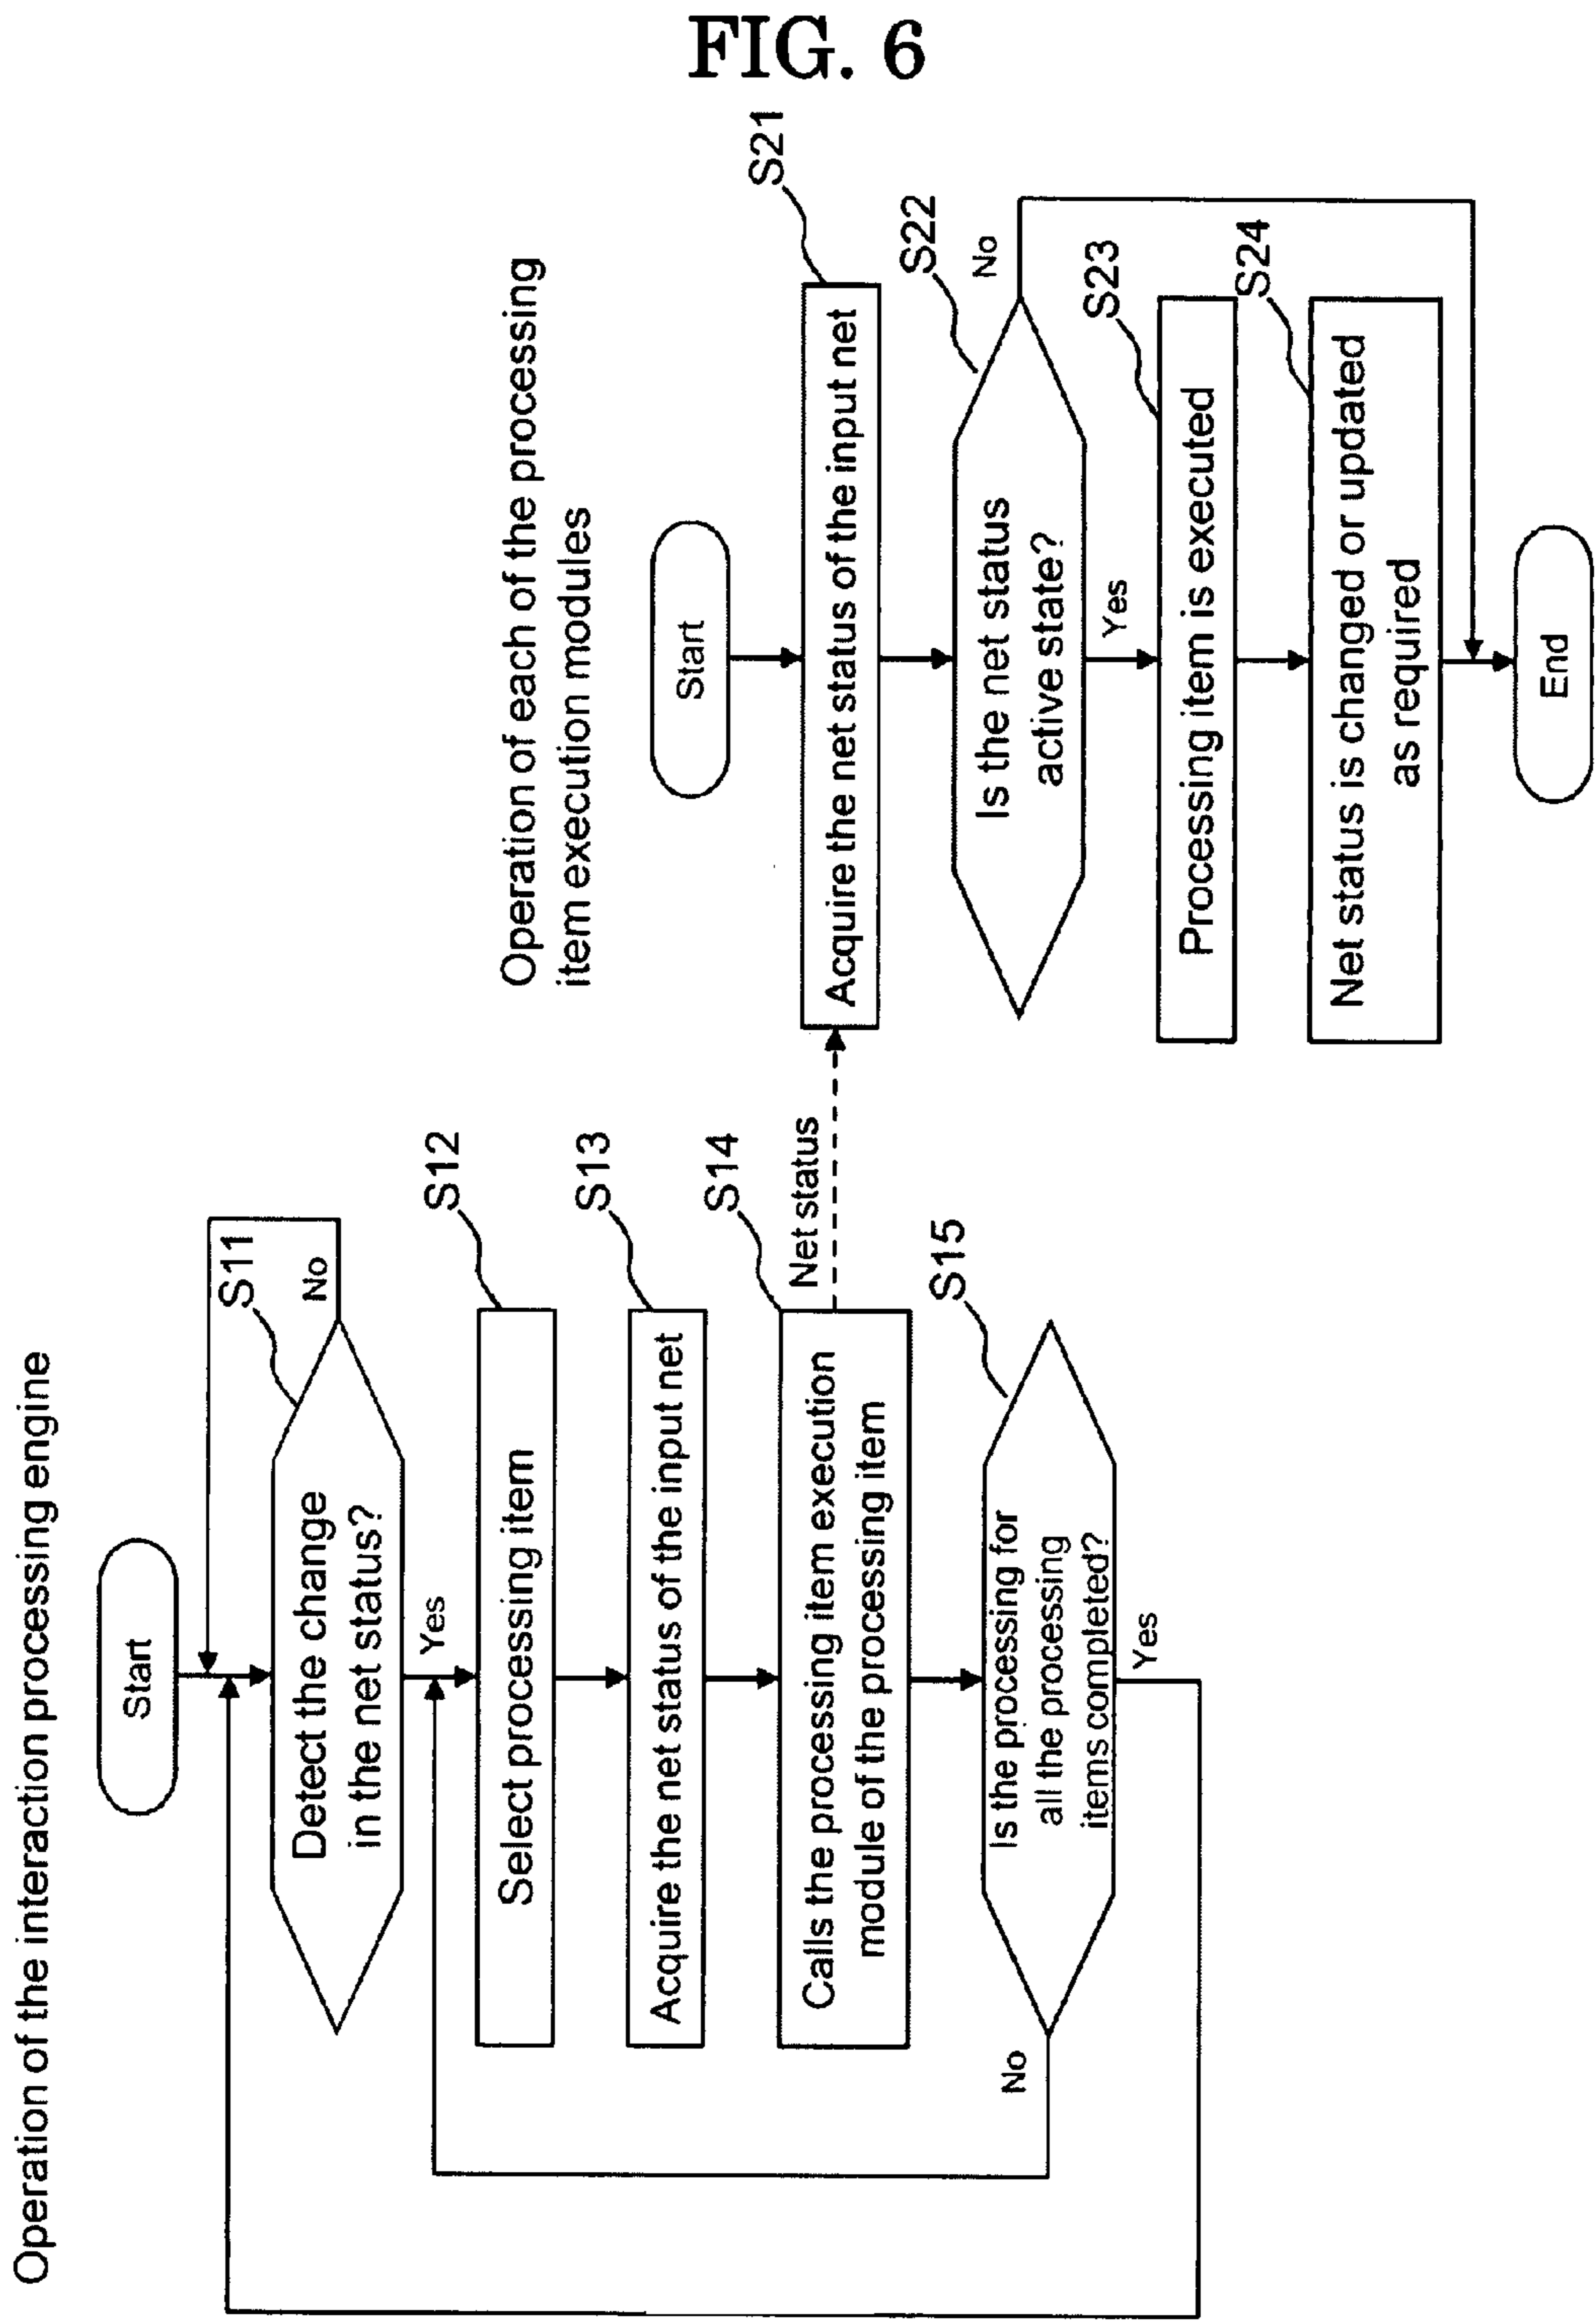 FIG. 6
Operation of the interaction processing engine
Start
S11
Detect the change
in the net status?
No
Yes
S12
Select processing item
S13
Acquire the net status of the input net
S14
Calls the processing item execution
module of the processing item
Net status
S15
Is the processing for
all the processing
items completed?
No
Yes
Operation of each of the processing
item execution modules
Start
S21
Acquire the net status of the input net
S22
Is the net status
active state?
No
Yes
S23
Processing item is executed
S24
Net status is changed or updated
as required
End